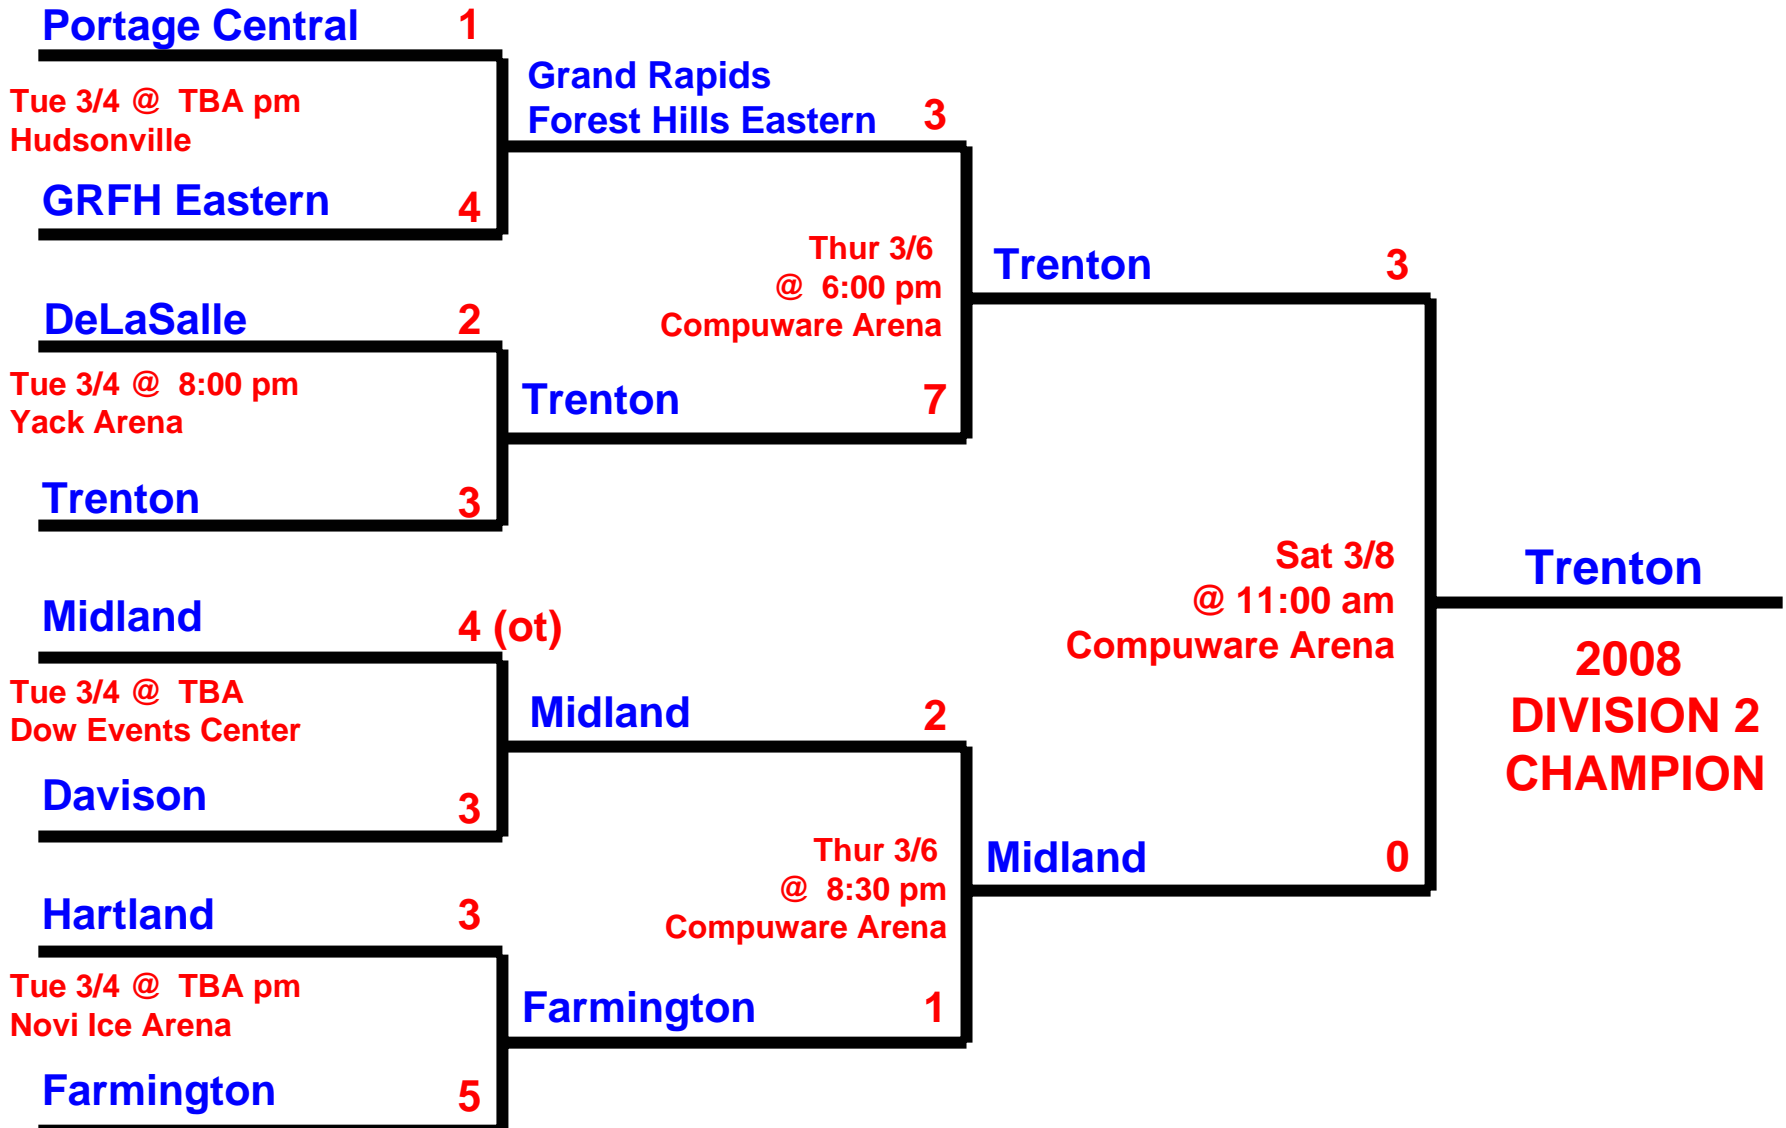 Portage Central 1
Tue 3/4 @ TBA pm
Hudsonville
GRFH Eastern 4
DeLaSalle 2
Tue 3/4 @ 8:00 pm
Yack Arena
Trenton 3
Midland 4 (ot)
Tue 3/4 @ TBA
Dow Events Center
Davison 3
Hartland 3
Tue 3/4 @ TBA pm
Novi Ice Arena
Farmington 5
Grand Rapids
Forest Hills Eastern 3
Thur 3/6
@ 6:00 pm
Compuware Arena
Trenton 7
Midland 2
Thur 3/6
@ 8:30 pm
Compuware Arena
Farmington 1
Trenton 3
Sat 3/8
@ 11:00 am
Compuware Arena
Midland 0
Trenton
2008
DIVISION 2
CHAMPION